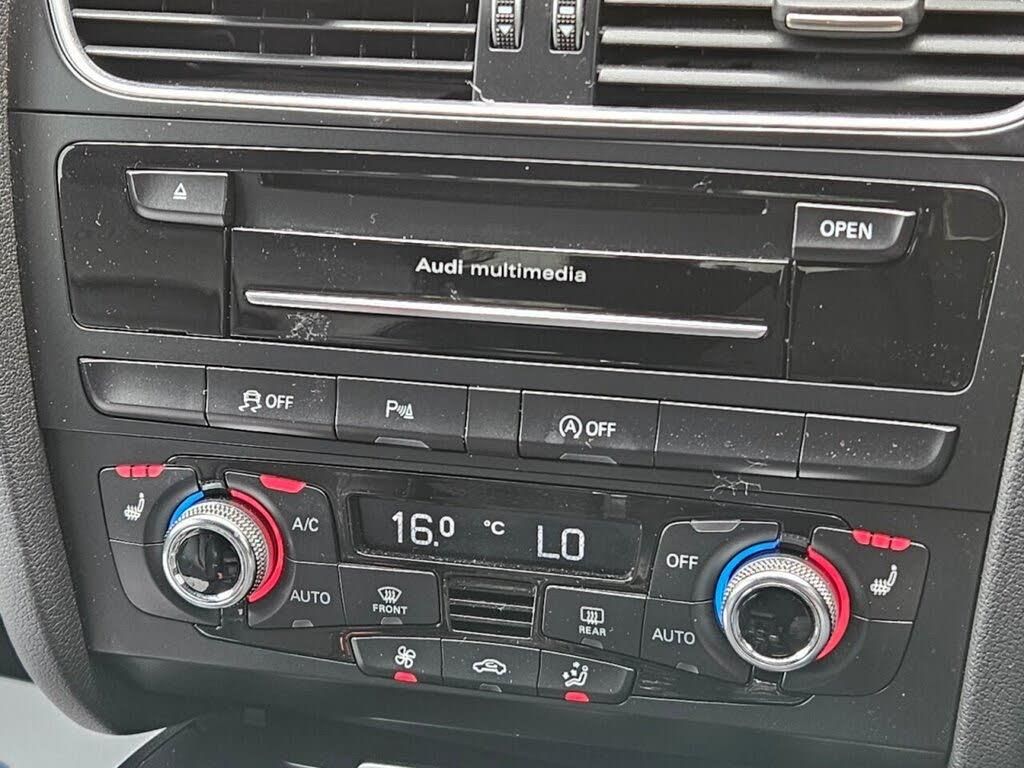 OPEN
Audi multimedia
OFF
P
A OFF
A/C
16.0 °C LO
OFF
AUTO
FRONT
REAR
AUTO